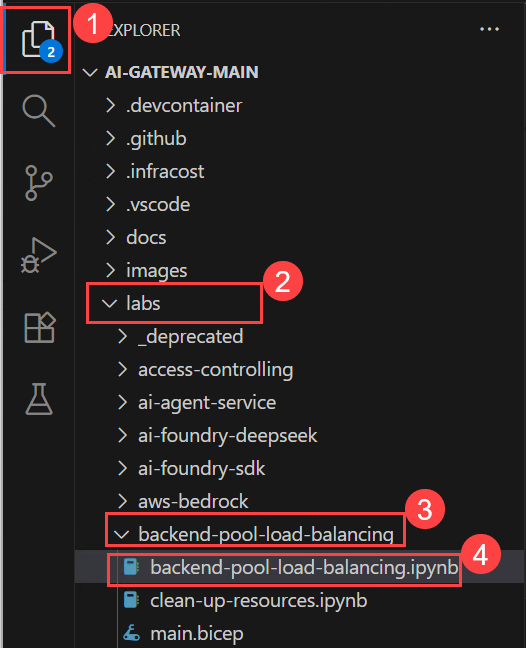 1
EXPLORER
...
2
AI-GATEWAY-MAIN
.devcontainer
.github
.infracost
.vscode
docs
images
2
labs
_deprecated
access-controlling
ai-agent-service
ai-foundry-deepseek
ai-foundry-sdk
aws-bedrock
3
backend-pool-load-balancing
4
backend-pool-load-balancing.ipynb
clean-up-resources.ipynb
main.bicep